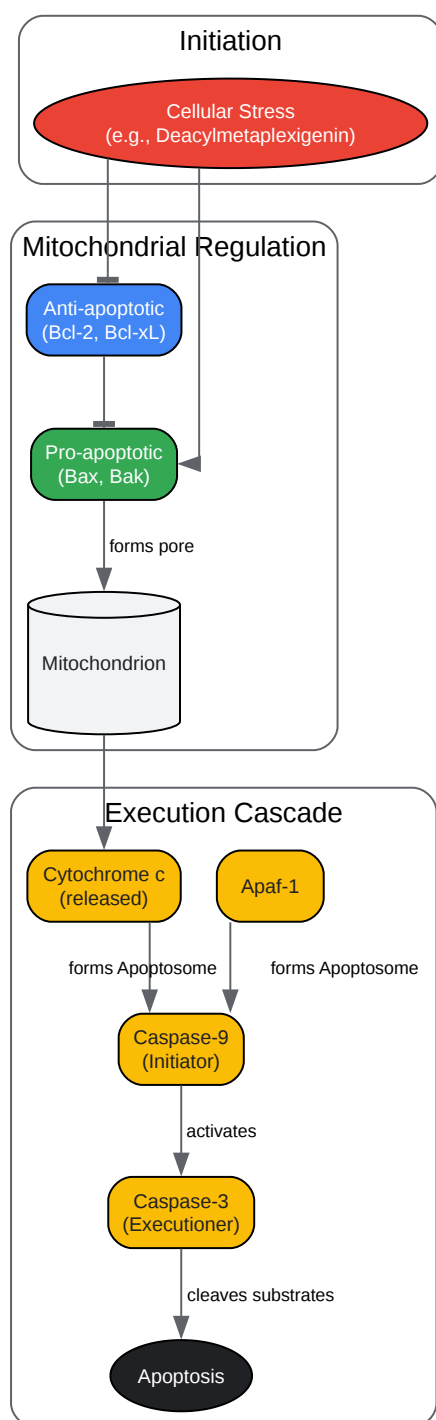 Initiation
Cellular Stress
(e.g., Deacylmetaplexigenin)
Mitochondrial Regulation
Anti-apoptotic
(Bcl-2, Bcl-xL)
Pro-apoptotic
(Bax, Bak)
forms pore
Mitochondrion
Execution Cascade
Cytochrome c
(released)
Apaf-1
forms Apoptosome
forms Apoptosome
Caspase-9
(Initiator)
activates
Caspase-3
(Executioner)
cleaves substrates
Apoptosis